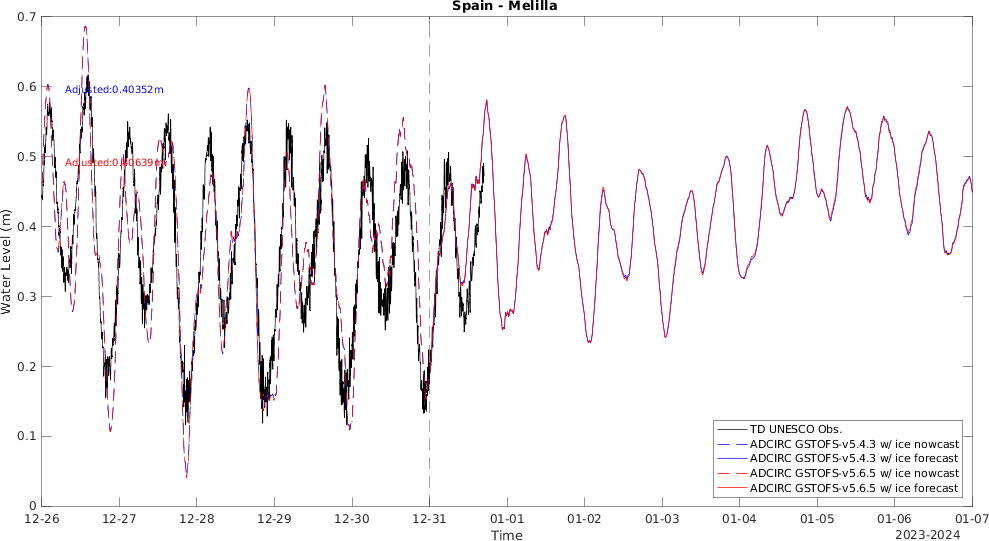 Spain - Melilla
0.7
0.6
0.5
0.4
0.3
0.2
0.1
0
Water Level (m)
Adjusted:0.40352m
Adjusted:0.40639m
TD UNESCO Obs.
ADCIRC GSTOFS-v5.4.3 w/ ice nowcast
ADCIRC GSTOFS-v5.4.3 w/ ice forecast
ADCIRC GSTOFS-v5.6.5 w/ ice nowcast
ADCIRC GSTOFS-v5.6.5 w/ ice forecast
12-26 12-27 12-28 12-29 12-30 12-31 01-01 01-02 01-03 01-04 01-05 01-06 01-07
Time
2023-2024